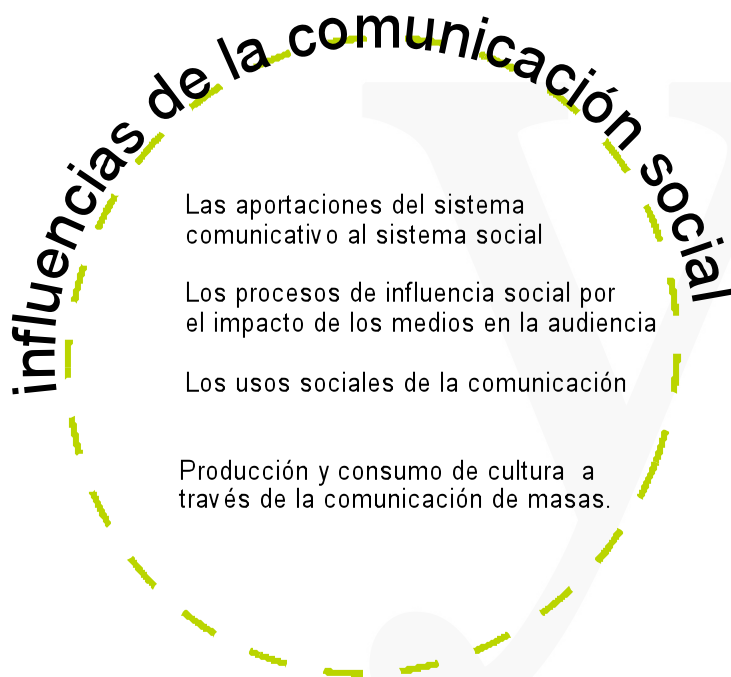 influencias de la comunicación social
Las aportaciones del sistema
comunicativo al sistema social
Los procesos de influencia social por
el impacto de los medios en la audiencia
Los usos sociales de la comunicación
Producción y consumo de cultura a
través de la comunicación de masas.